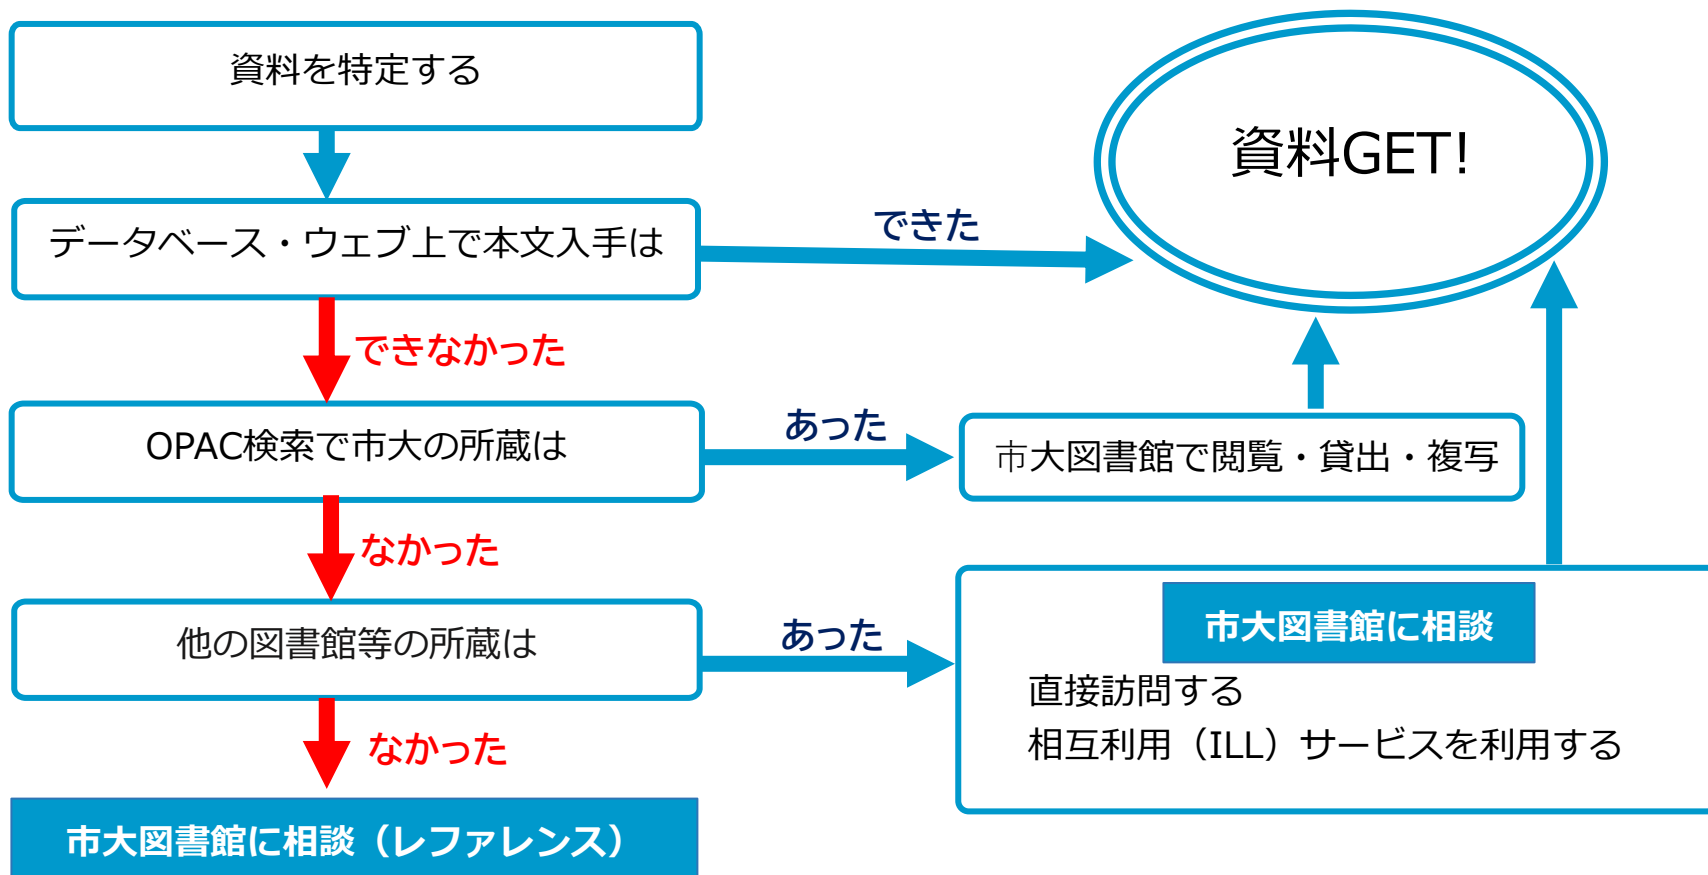 資料を特定する
資料GET!
データベース・ウェブ上で本文入手は
できた
できなかった
OPAC検索で市大の所蔵は
あった
市大図書館で閲覧・貸出・複写
なかった
他の図書館等の所蔵は
あった
市大図書館に相談
直接訪問する
相互利用（ILL）サービスを利用する
なかった
市大図書館に相談（レファレンス）